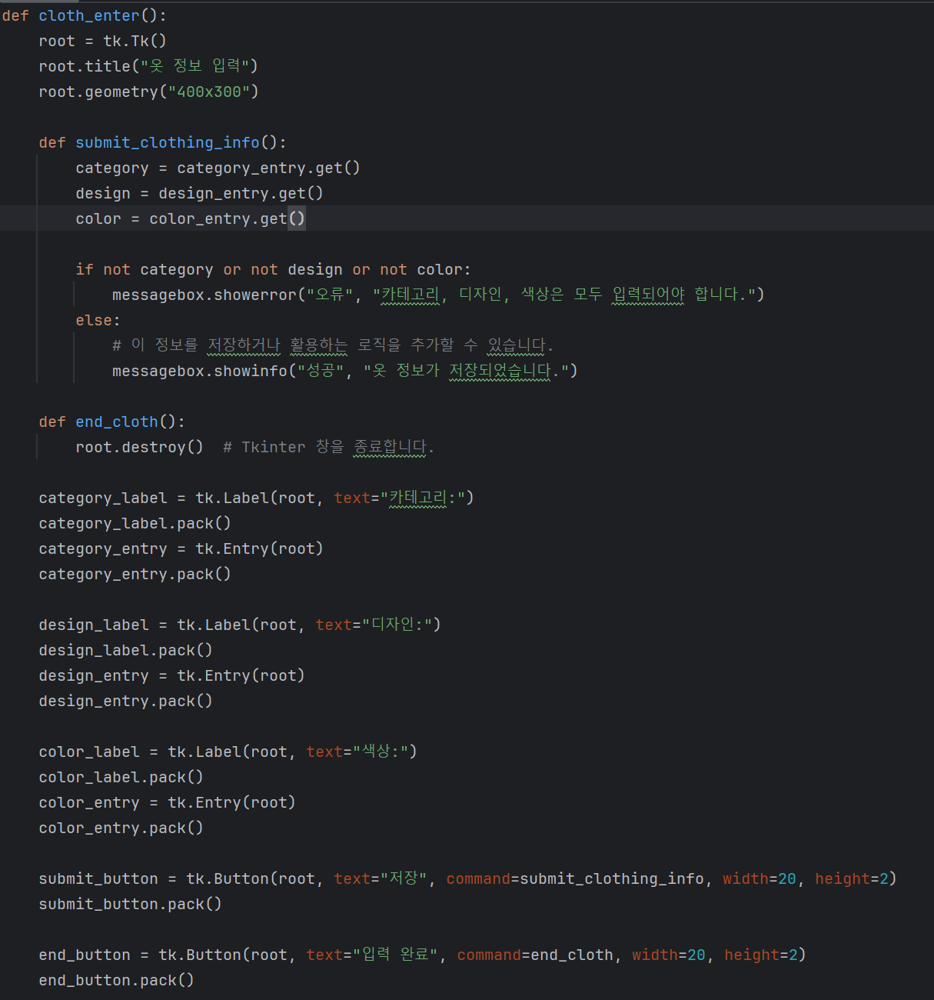 def cloth_enter():
    root = tk.Tk()
    root.title("옷 정보 입력")
    root.geometry("400x300")

    def submit_clothing_info():
        category = category_entry.get()
        design = design_entry.get()
        color = color_entry.get()

        if not category or not design or not color:
            messagebox.showerror("오류", "카테고리, 디자인, 색상은 모두 입력되어야 합니다.")
        else:
            # 이 정보를 저장하거나 활용하는 로직을 추가할 수 있습니다.
            messagebox.showinfo("성공", "옷 정보가 저장되었습니다.")

    def end_cloth():
        root.destroy()  # Tkinter 창을 종료합니다.

    category_label = tk.Label(root, text="카테고리:")
    category_label.pack()
    category_entry = tk.Entry(root)
    category_entry.pack()

    design_label = tk.Label(root, text="디자인:")
    design_label.pack()
    design_entry = tk.Entry(root)
    design_entry.pack()

    color_label = tk.Label(root, text="색상:")
    color_label.pack()
    color_entry = tk.Entry(root)
    color_entry.pack()

    submit_button = tk.Button(root, text="저장", command=submit_clothing_info, width=20, height=2)
    submit_button.pack()

    end_button = tk.Button(root, text="입력 완료", command=end_cloth, width=20, height=2)
    end_button.pack()